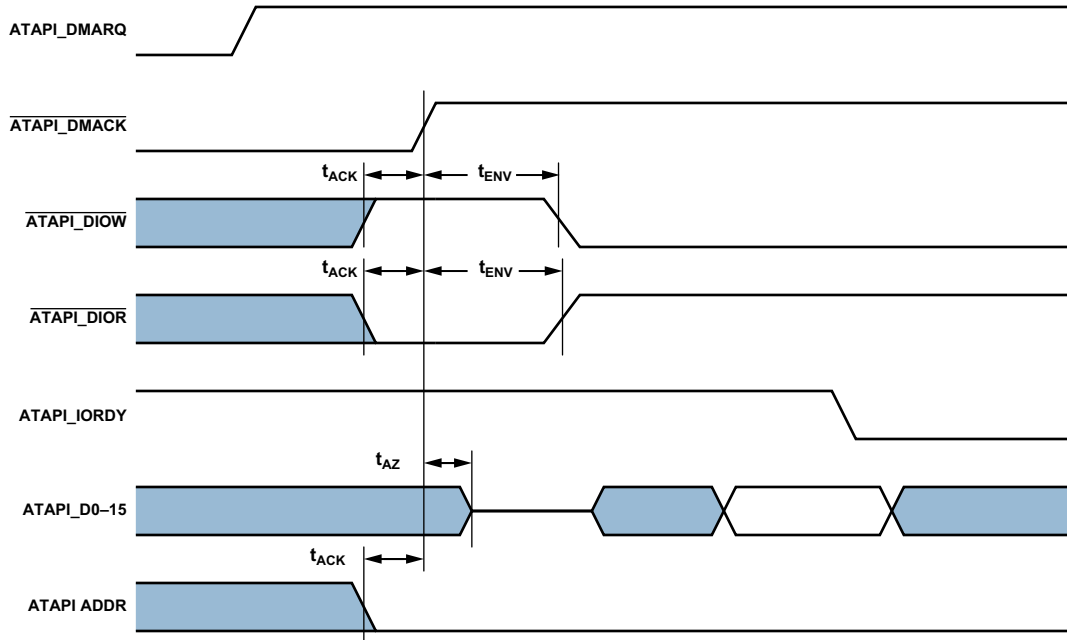 ATAPI_DMARQ
ATAPI_DMACK
tACK tENV
ATAPI_DIOW
tACK tENV
ATAPI_DIOR
ATAPI_IORDY
tAZ
ATAPI_D0–15
tACK
ATAPI ADDR